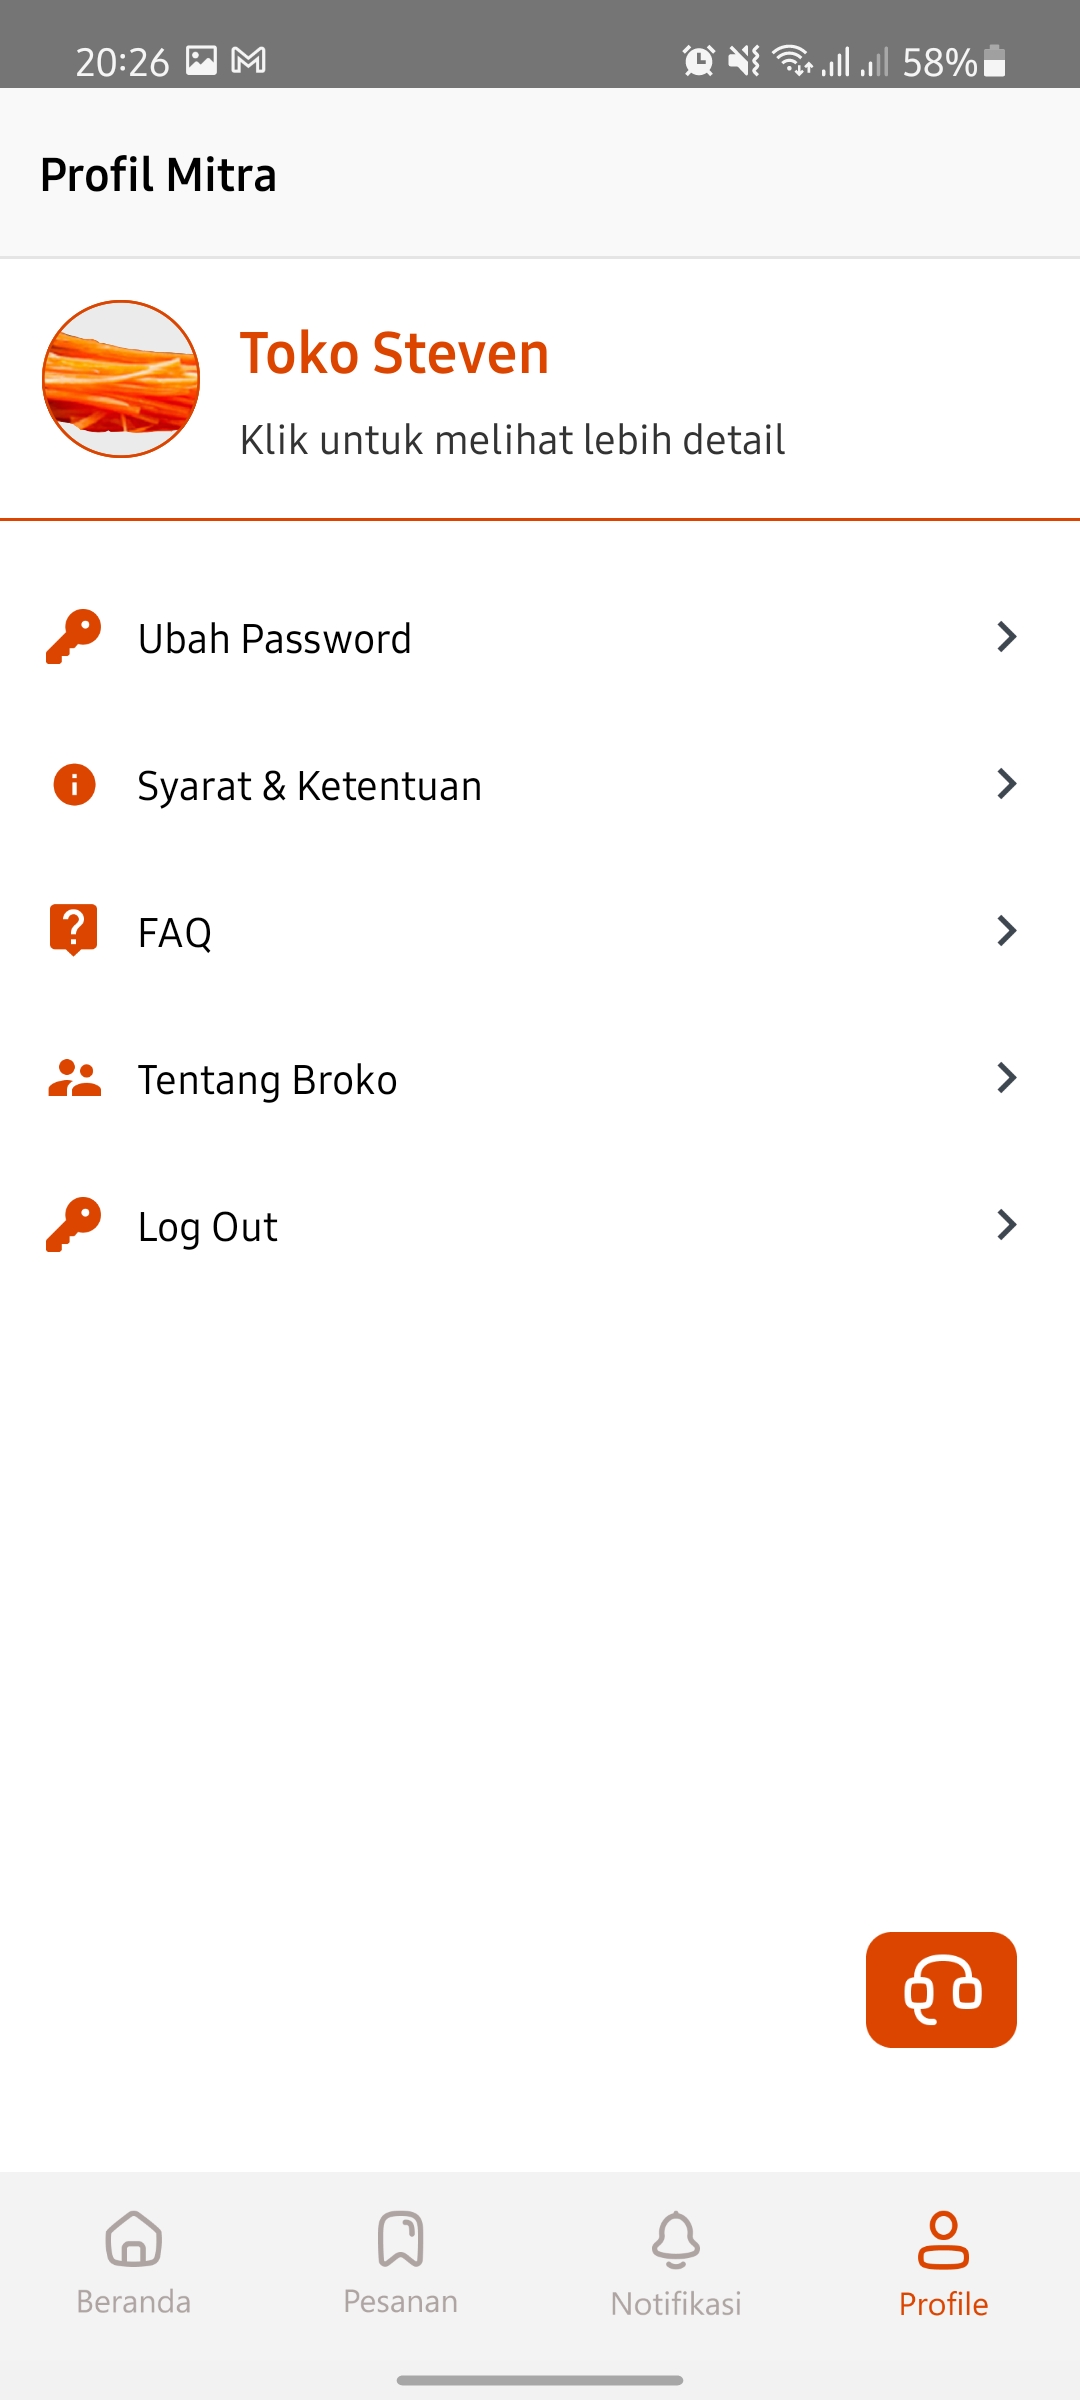 20:26
58%
Profil Mitra
Toko Steven
Klik untuk melihat lebih detail
Ubah Password
Syarat & Ketentuan
FAQ
Tentang Broko
Log Out
Beranda
Pesanan
Notifikasi
Profile